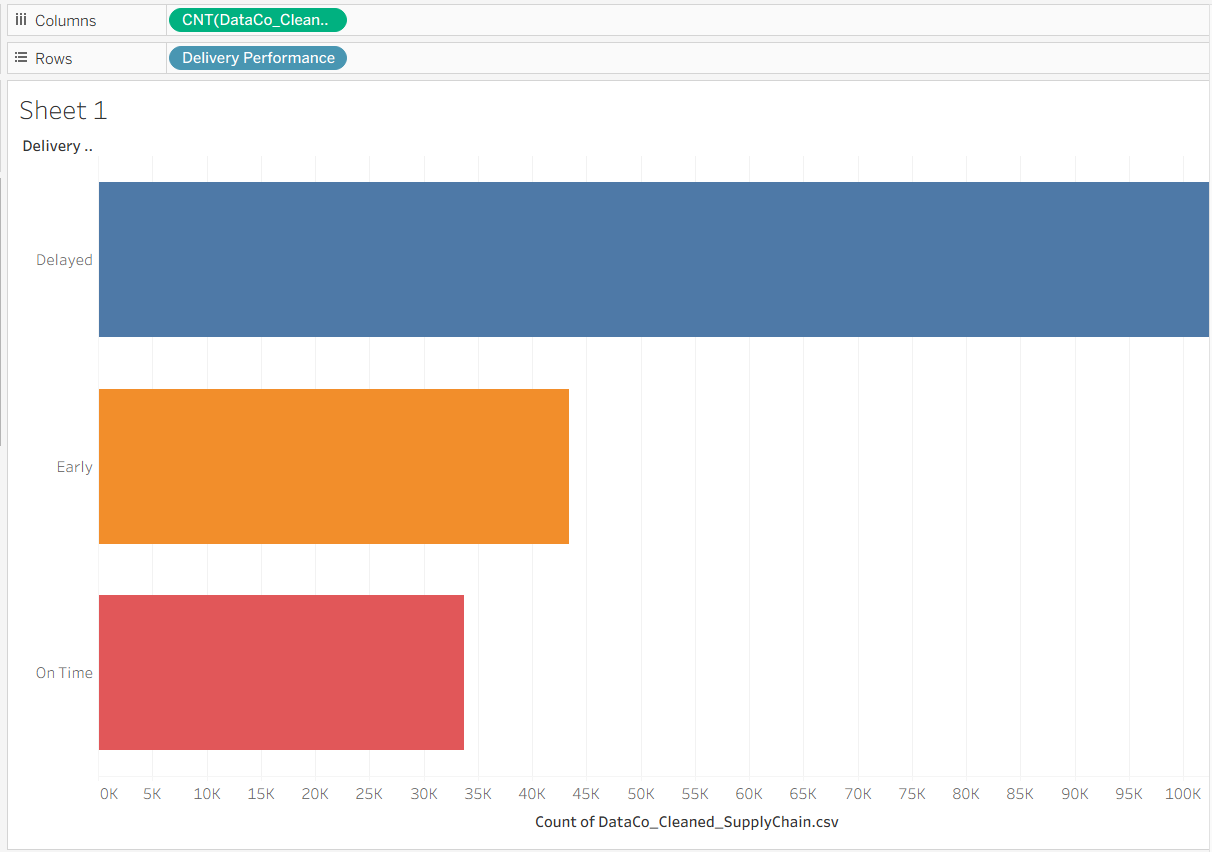 Columns
CNT(DataCo_Clean..
Rows
Delivery Performance
Sheet 1
Delivery ..
Delayed
Early
On Time
0K 5K 10K 15K 20K 25K 30K 35K 40K 45K 50K 55K 60K 65K 70K 75K 80K 85K 90K 95K 100K
Count of DataCo_Cleaned_SupplyChain.csv